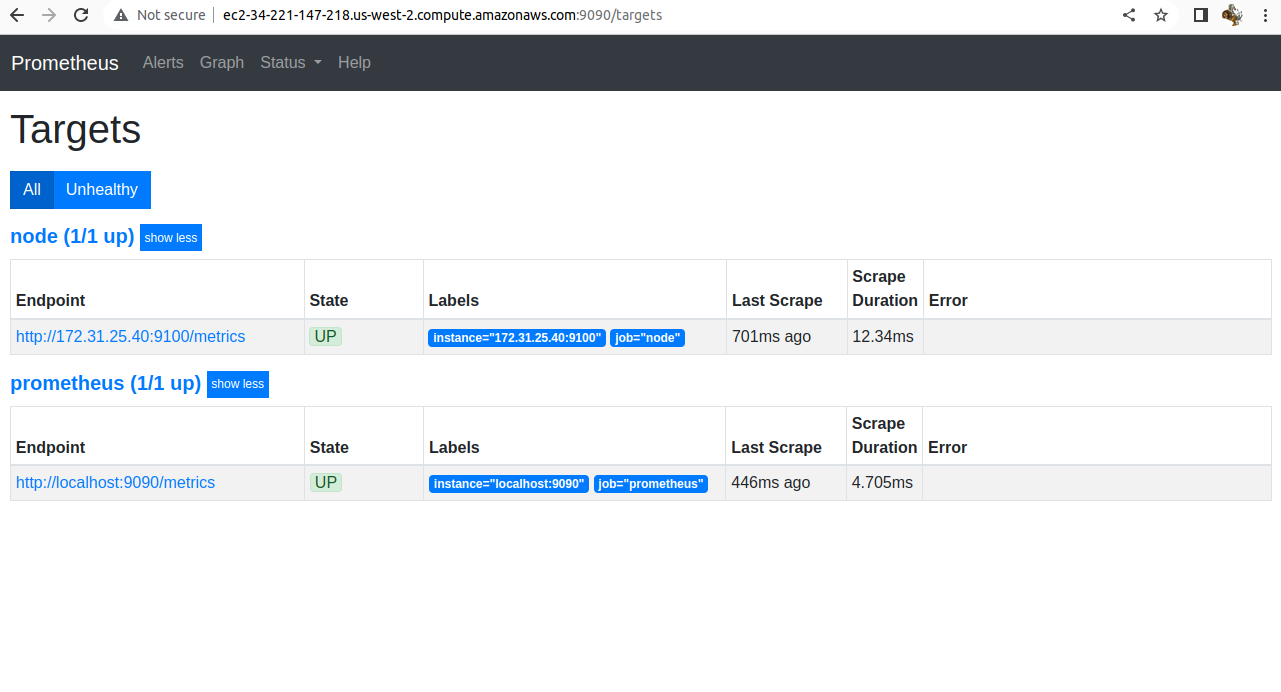 Not secure ec2-34-221-147-218.us-west-2.compute.amazonaws.com:9090/targets
Prometheus Alerts Graph Status Help
Targets
All Unhealthy
node (1/1 up) show less
Endpoint State Labels Last Scrape Scrape Duration Error
http://172.31.25.40:9100/metrics UP instance="172.31.25.40:9100" job="node" 701ms ago 12.34ms
prometheus (1/1 up) show less
Endpoint State Labels Last Scrape Scrape Duration Error
http://localhost:9090/metrics UP instance="localhost:9090" job="prometheus" 446ms ago 4.705ms